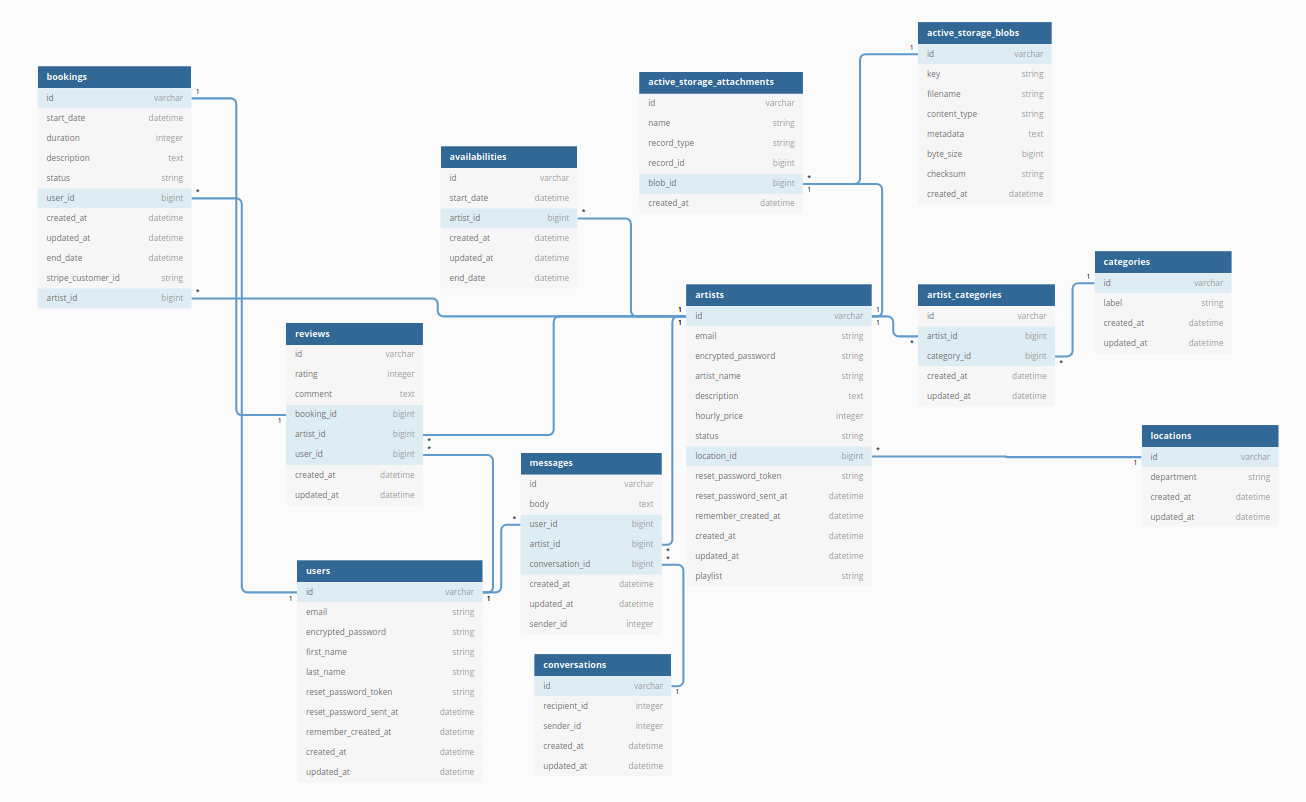 bookings
id varchar
start_date datetime
duration integer
description text
status string
user_id bigint
created_at datetime
updated_at datetime
end_date datetime
stripe_customer_id string
artist_id bigint
1
*
*
availabilities
id varchar
start_date datetime
artist_id bigint
created_at datetime
updated_at datetime
end_date datetime
*
active_storage_attachments
id varchar
name string
record_type string
record_id bigint
blob_id bigint
created_at datetime
*
1
active_storage_blobs
id varchar
key string
filename string
content_type string
metadata text
byte_size bigint
checksum string
created_at datetime
1
reviews
id varchar
rating integer
comment text
booking_id bigint
artist_id bigint
user_id bigint
created_at datetime
updated_at datetime
1
*
*
artists
id varchar
email string
encrypted_password string
artist_name string
description text
hourly_price integer
status string
location_id bigint
reset_password_token string
reset_password_sent_at datetime
remember_created_at datetime
created_at datetime
updated_at datetime
playlist string
1
1
1
1
*
artist_categories
id varchar
artist_id bigint
category_id bigint
created_at datetime
updated_at datetime
*
*
categories
id varchar
label string
created_at datetime
updated_at datetime
1
locations
id varchar
department string
created_at datetime
updated_at datetime
1
messages
id varchar
body text
user_id bigint
artist_id bigint
conversation_id bigint
created_at datetime
updated_at datetime
sender_id integer
*
*
*
users
id varchar
email string
encrypted_password string
first_name string
last_name string
reset_password_token string
reset_password_sent_at datetime
remember_created_at datetime
created_at datetime
updated_at datetime
1
1
conversations
id varchar
recipient_id integer
sender_id integer
created_at datetime
updated_at datetime
1